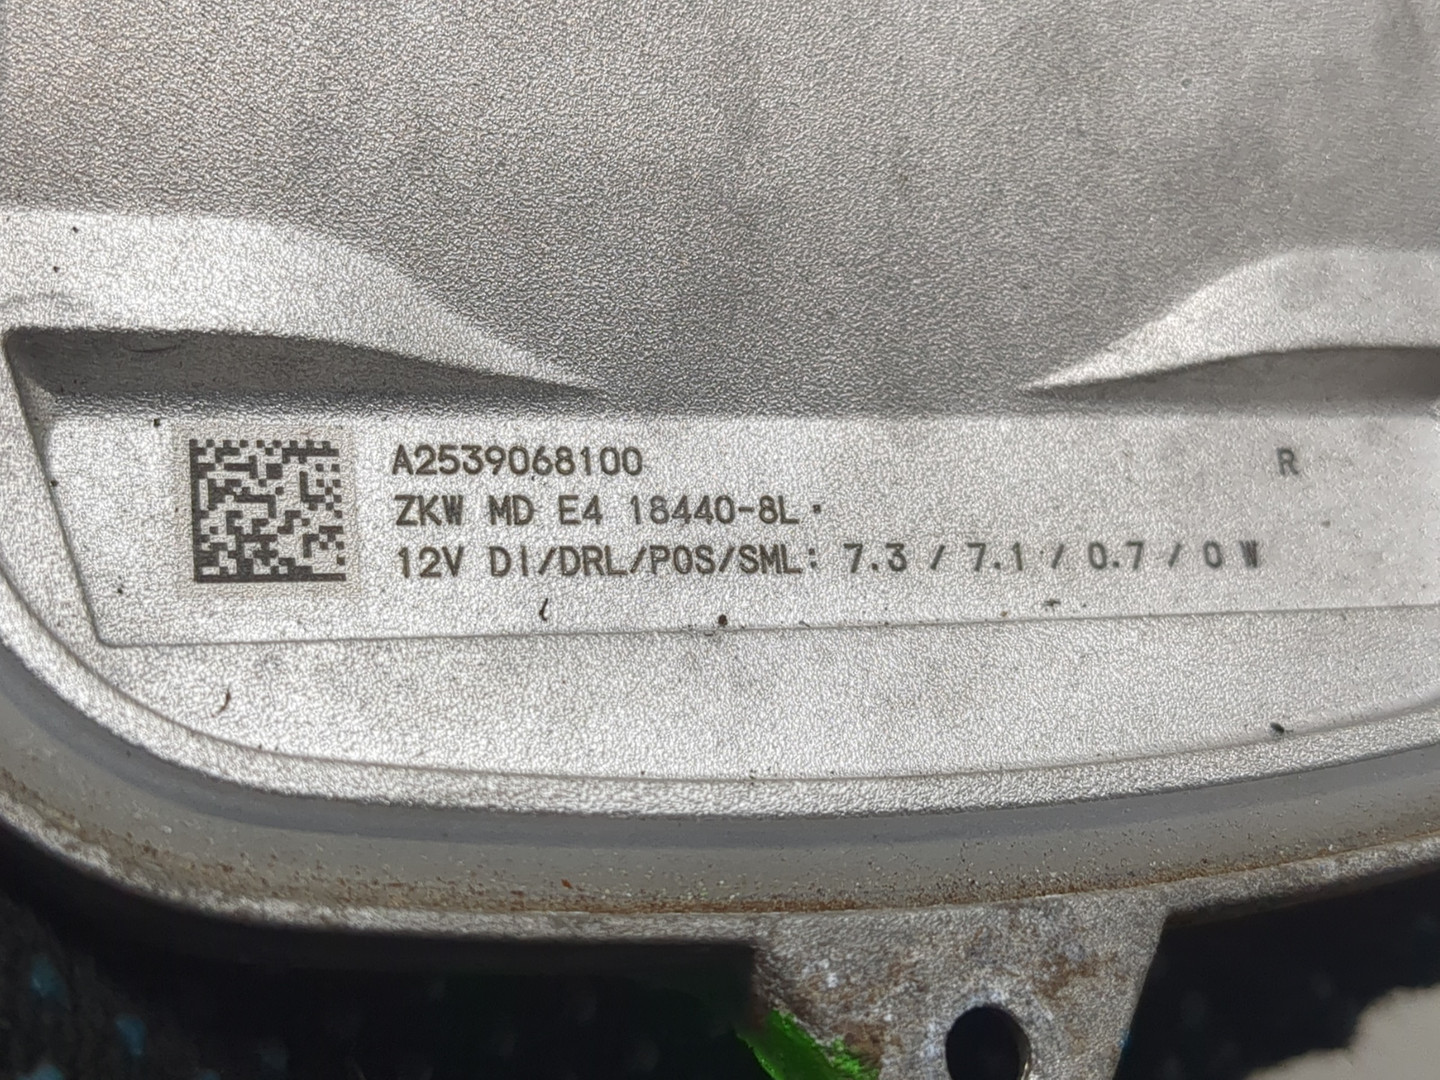 A2539068100 R
ZKW MD E4 18440-8L
12V DI/DRL/POS/SML: 7.3 / 7.1 / 0.7 / 0 W